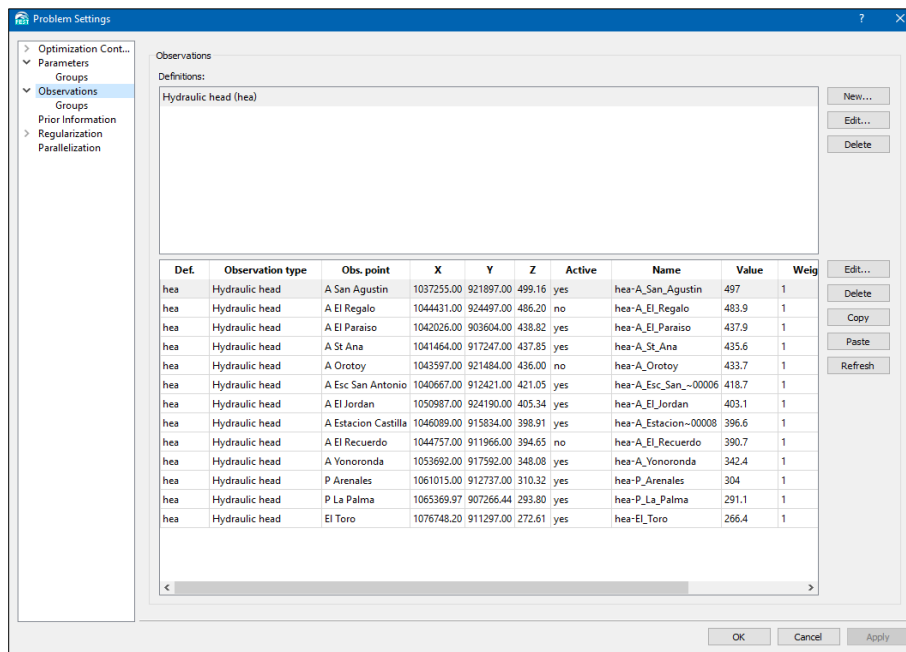 Problem Settings
Optimization Cont...
Parameters
Groups
Observations
Groups
Prior Information
Regularization
Parallelization
Observations
Definitions:
Hydraulic head (hea)
New...
Edit...
Delete
Def. Observation type Obs. point X Y Z Active Name Value Weig
hea Hydraulic head A San Agustin 1037255.00 921897.00 499.16 yes hea-A_San_Agustin 497 1
hea Hydraulic head A El Regalo 1044431.00 924497.00 486.20 no hea-A_El_Regalo 483.9 1
hea Hydraulic head A El Paraiso 1042026.00 903604.00 438.82 yes hea-A_El_Paraiso 437.9 1
hea Hydraulic head A St Ana 1041464.00 917247.00 437.85 yes hea-A_St_Ana 435.6 1
hea Hydraulic head A Orotoy 1043597.00 921484.00 436.00 no hea-A_Orotoy 433.7 1
hea Hydraulic head A Esc San Antonio 1040667.00 912421.00 421.05 yes hea-A_Esc_San_~00006 418.7 1
hea Hydraulic head A El Jordan 1050987.00 924190.00 405.34 yes hea-A_El_Jordan 403.1 1
hea Hydraulic head A Estacion Castilla 1046089.00 915834.00 398.91 yes hea-A_Estacion~00008 396.6 1
hea Hydraulic head A El Recuerdo 1044757.00 911966.00 394.65 no hea-A_El_Recuerdo 390.7 1
hea Hydraulic head A Yonoronda 1053692.00 917592.00 348.08 yes hea-A_Yonoronda 342.4 1
hea Hydraulic head P Arenales 1061015.00 912737.00 310.32 yes hea-P_Arenales 304 1
hea Hydraulic head P La Palma 1065369.97 907266.44 293.80 yes hea-P_La_Palma 291.1 1
hea Hydraulic head El Toro 1076748.20 911297.00 272.61 yes hea-El_Toro 266.4 1
Edit...
Delete
Copy
Paste
Refresh
OK Cancel Apply